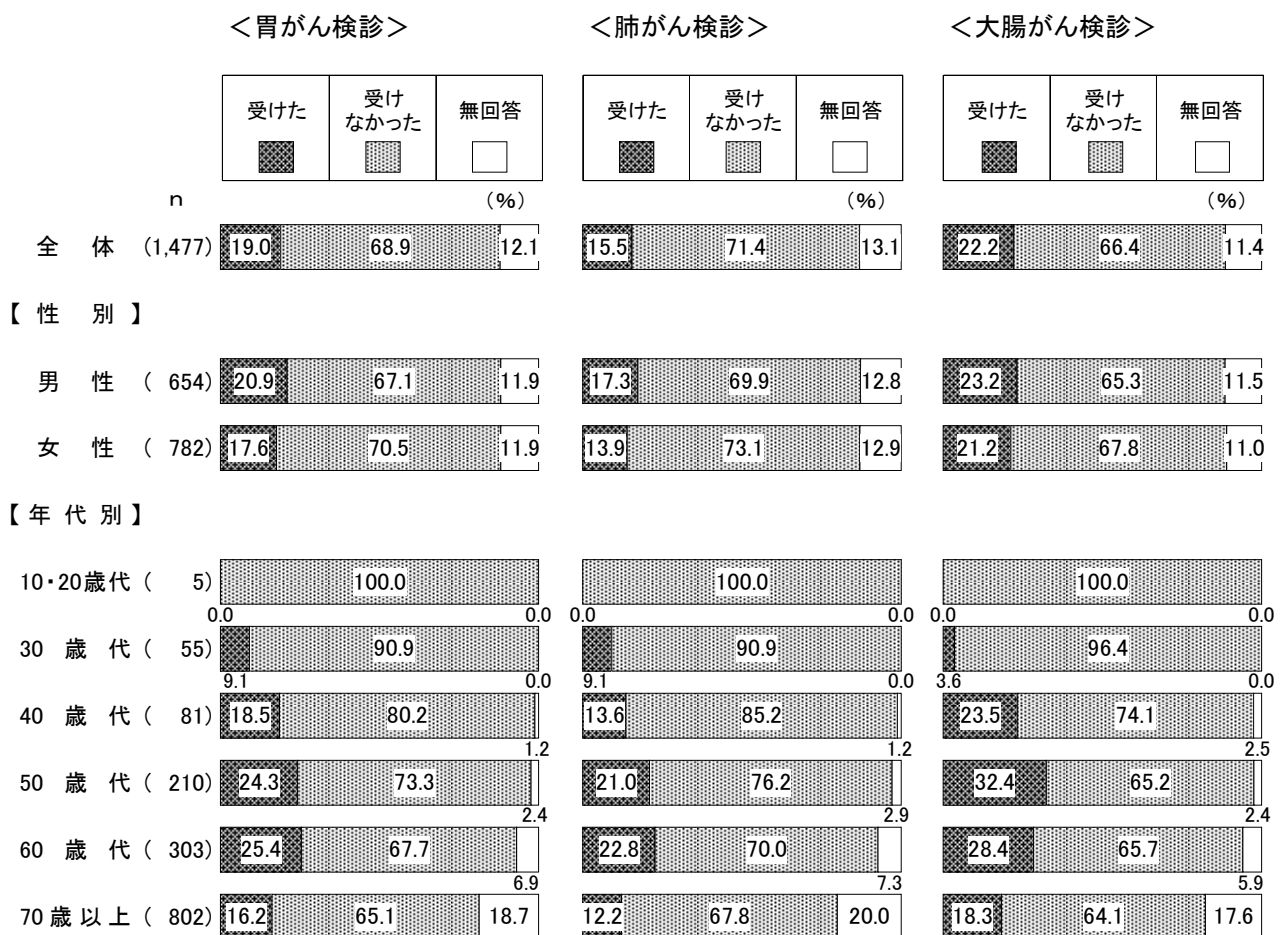 ＜胃がん検診＞ ＜肺がん検診＞ ＜大腸がん検診＞
受けた 受けなかった 無回答 受けた 受けなかった 無回答 受けた 受けなかった 無回答
n (%) (%) (%)
全体 (1,477) 19.0 68.9 12.1 15.5 71.4 13.1 22.2 66.4 11.4
【性別】
男性 (654) 20.9 67.1 11.9 17.3 69.9 12.8 23.2 65.3 11.5
女性 (782) 17.6 70.5 11.9 13.9 73.1 12.9 21.2 67.8 11.0
【年代別】
10・20歳代 (5) 100.0 100.0 100.0
0.0 0.0 0.0 0.0 0.0 0.0
30歳代 (55) 90.9 90.9 96.4
9.1 0.0 9.1 0.0 3.6 0.0
40歳代 (81) 18.5 80.2 13.6 85.2 23.5 74.1
1.2 1.2 2.5
50歳代 (210) 24.3 73.3 21.0 76.2 32.4 65.2
2.4 2.9 2.4
60歳代 (303) 25.4 67.7 22.8 70.0 28.4 65.7
6.9 7.3 5.9
70歳以上 (802) 16.2 65.1 18.7 12.2 67.8 20.0 18.3 64.1 17.6